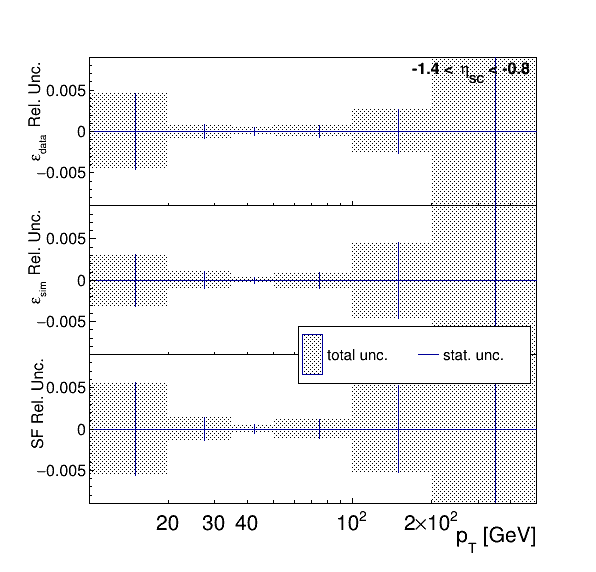 -1.4 < η_SC < -0.8
ε_data Rel. Unc.
0.005
0
−0.005
ε_sim Rel. Unc.
0.005
0
−0.005
total unc. stat. unc.
SF Rel. Unc.
0.005
0
−0.005
20 30 40 10² 2×10²
p_T [GeV]